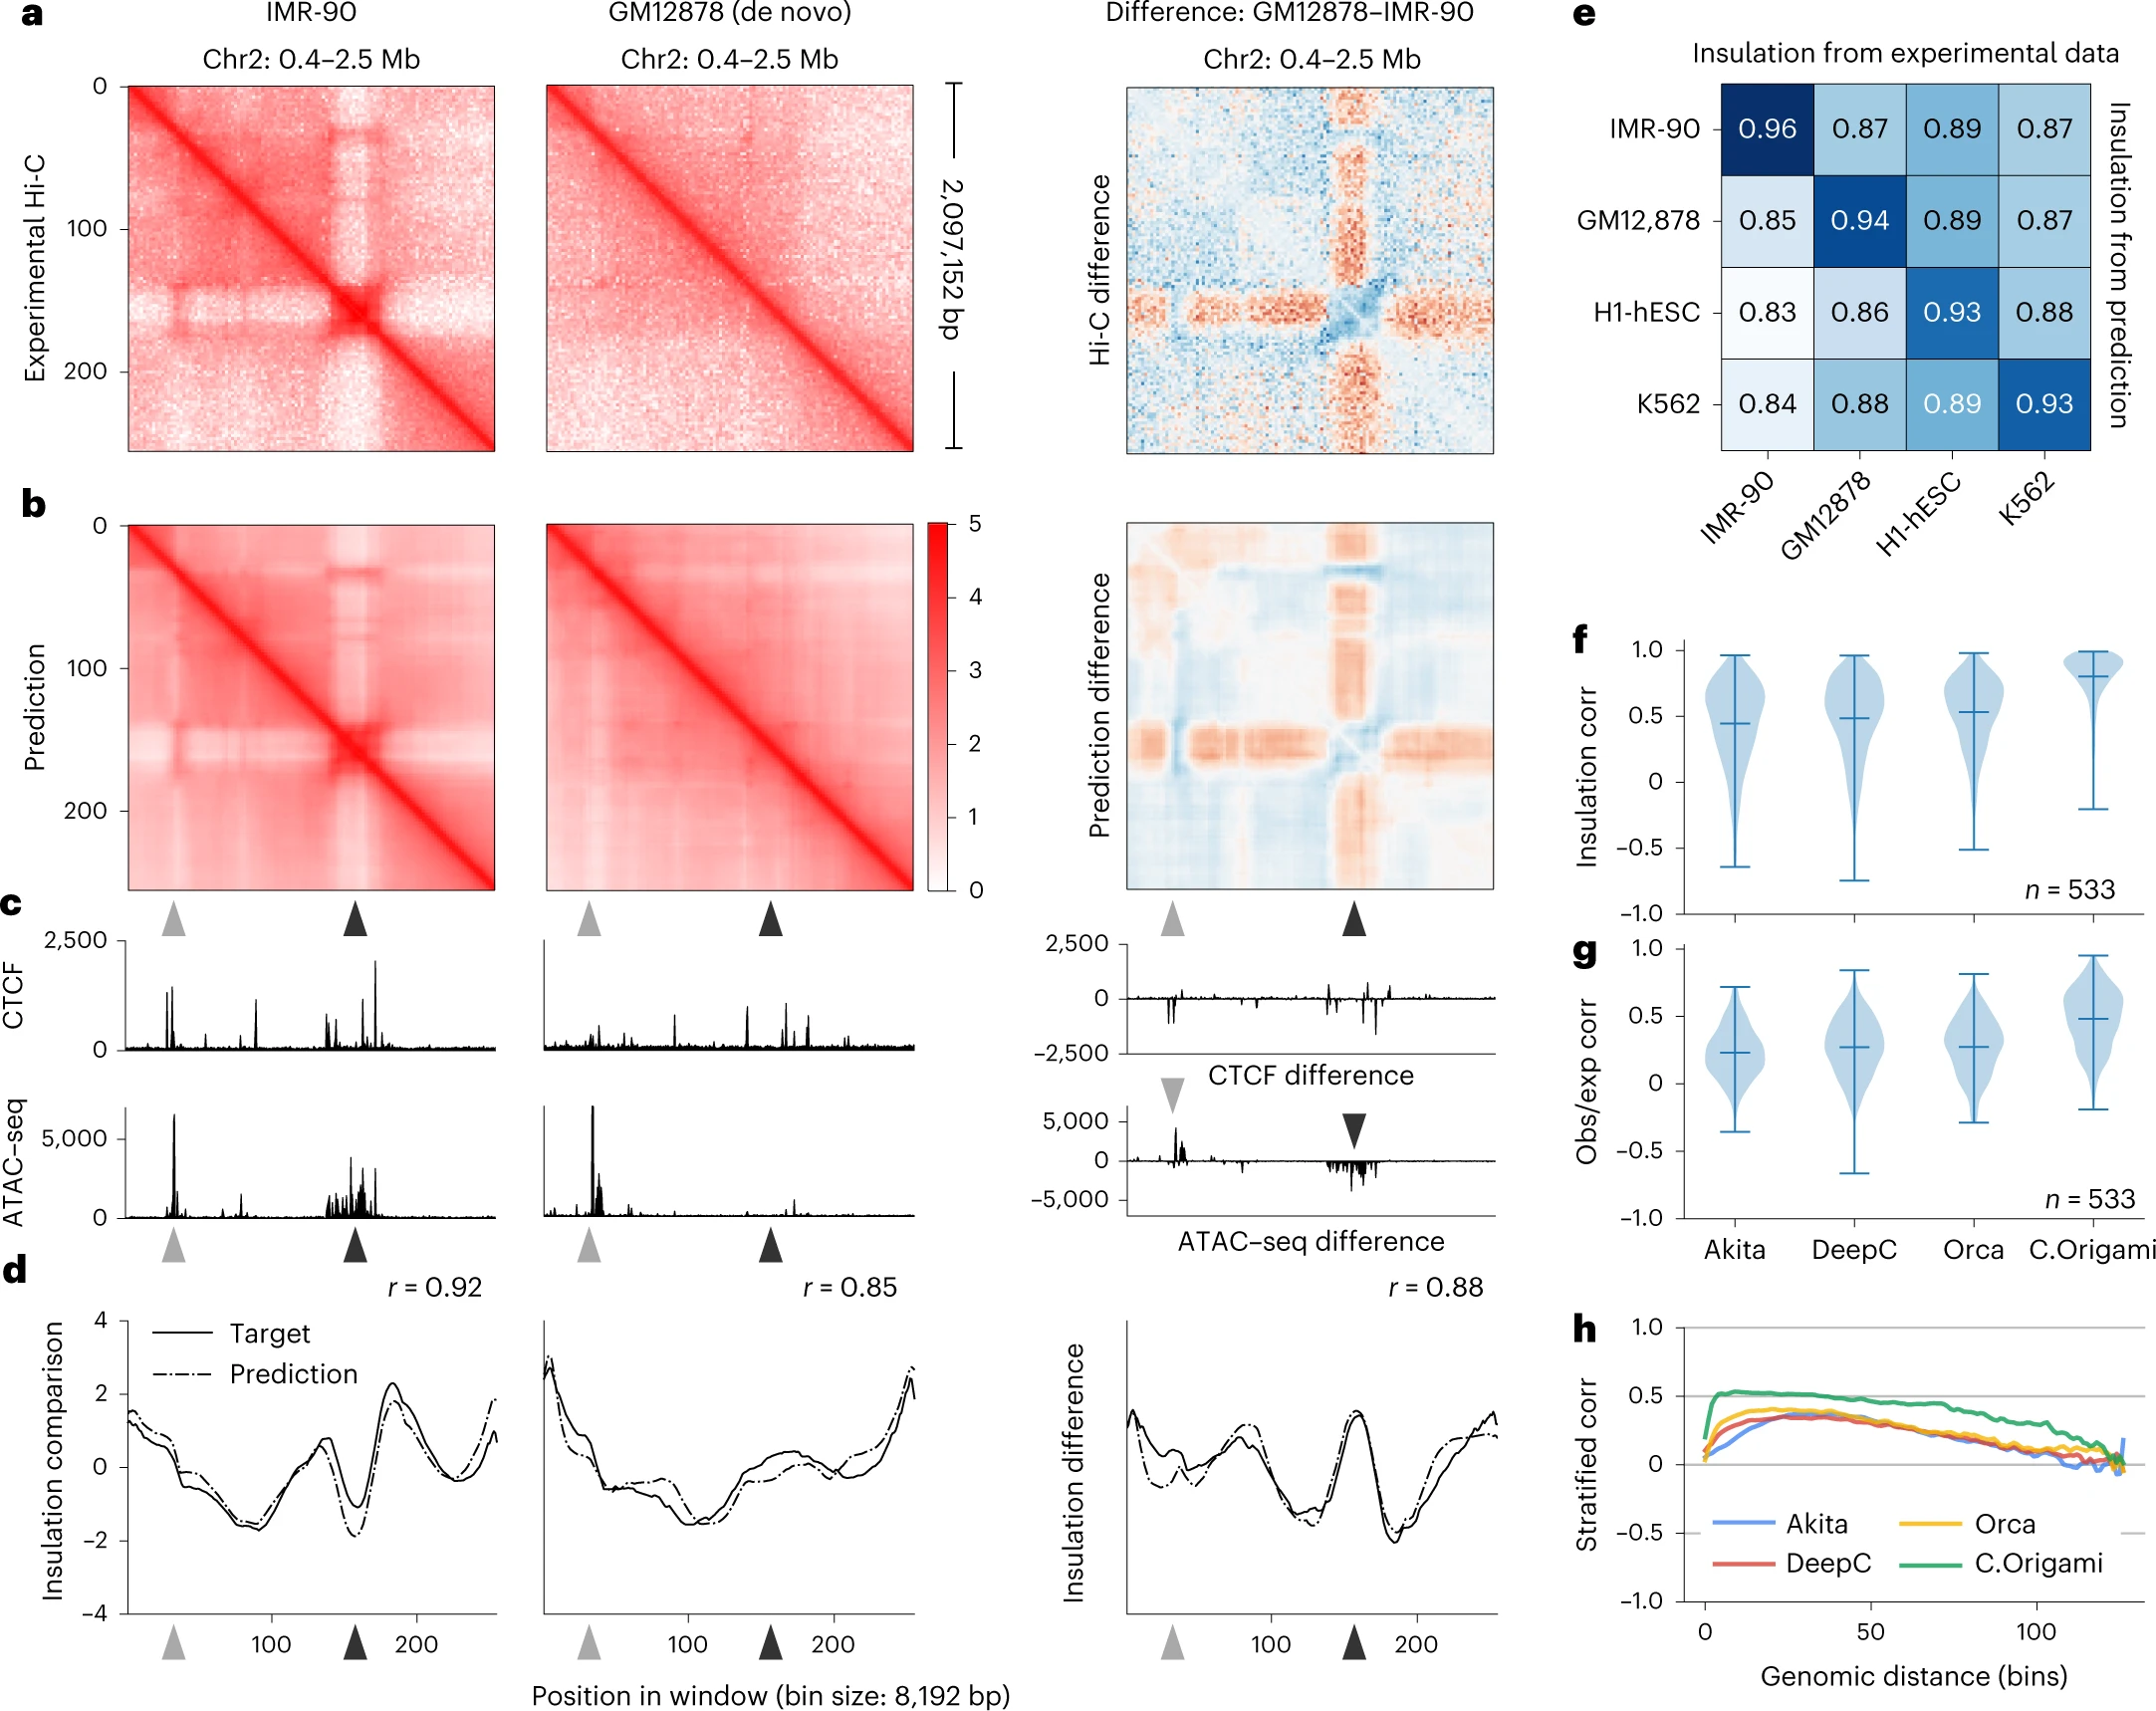 a
IMR-90
GM12878 (de novo)
Difference: GM12878–IMR-90
Chr2: 0.4–2.5 Mb
Chr2: 0.4–2.5 Mb
Chr2: 0.4–2.5 Mb
Experimental Hi-C
0
100
200
2,097,152 bp
Hi-C difference
b
Prediction
0
100
200
5
4
3
2
1
0
Prediction difference
c
CTCF
2,500
0
2,500
0
–2,500
CTCF difference
ATAC–seq
5,000
0
5,000
0
–5,000
ATAC–seq difference
d
r = 0.92
r = 0.85
r = 0.88
Insulation comparison
4
2
0
–2
–4
Target
Prediction
Insulation difference
100
200
100
200
100
200
Position in window (bin size: 8,192 bp)
e
Insulation from experimental data
Insulation from prediction
IMR-90 0.96 0.87 0.89 0.87
GM12,878 0.85 0.94 0.89 0.87
H1-hESC 0.83 0.86 0.93 0.88
K562 0.84 0.88 0.89 0.93
IMR-90
GM12878
H1-hESC
K562
f
Insulation corr
1.0
0.5
0
–0.5
–1.0
n = 533
g
Obs/exp corr
1.0
0.5
0
–0.5
–1.0
n = 533
Akita
DeepC
Orca
C.Origami
h
Stratified corr
1.0
0.5
0
–0.5
–1.0
Akita
Orca
DeepC
C.Origami
0
50
100
Genomic distance (bins)